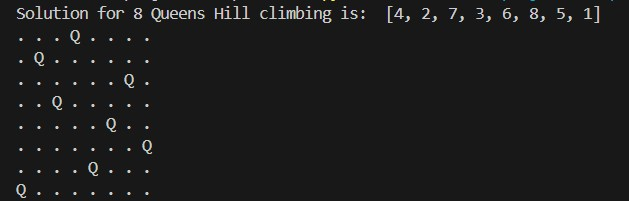 Solution for 8 Queens Hill climbing is:  [4, 2, 7, 3, 6, 8, 5, 1]
. . . Q . . . .
. Q . . . . . .
. . . . . . Q .
. . Q . . . . .
. . . . . Q . .
. . . . . . . Q
. . . . Q . . .
Q . . . . . . .